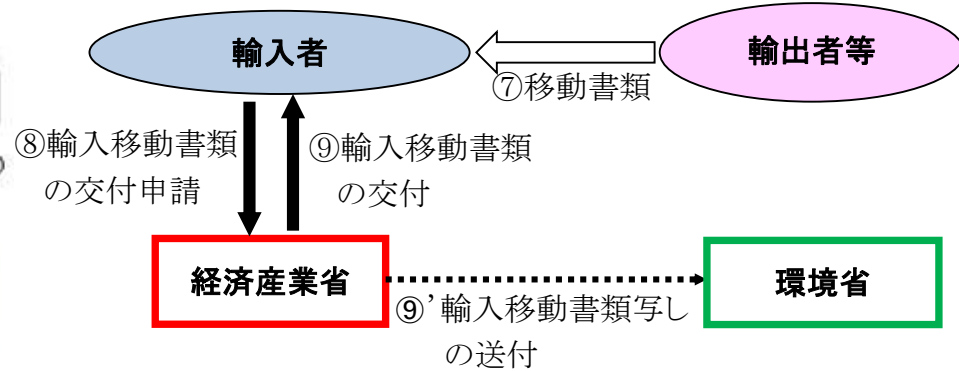 輸入者
輸出者等
⑦移動書類
⑧輸入移動書類
の交付申請
⑨輸入移動書類
の交付
経済産業省
環境省
⑨’輸入移動書類写し
の送付